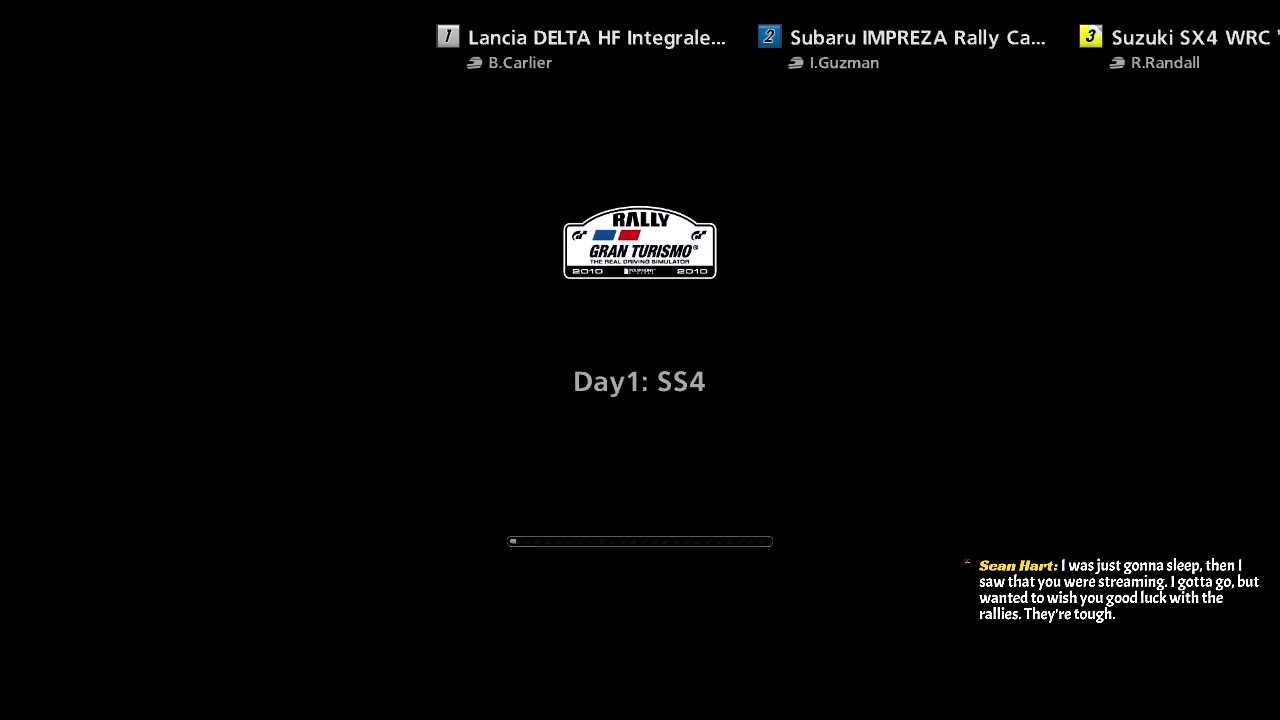 1 Lancia DELTA HF Integrale... 2 Subaru IMPREZA Rally Ca... 3 Suzuki SX4 WRC '
B.Carlier I.Guzman R.Randall
RALLY
GRAN TURISMO®
THE REAL DRIVING SIMULATOR
2010 2010
Day1: SS4
Sean Hart: I was just gonna sleep, then I
saw that you were streaming. I gotta go, but
wanted to wish you good luck with the
rallies. They're tough.